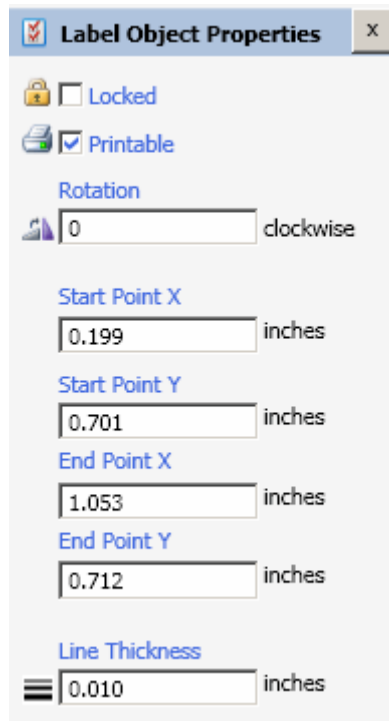 Label Object Properties x
Locked
Printable
Rotation
0 clockwise
Start Point X
0.199 inches
Start Point Y
0.701 inches
End Point X
1.053 inches
End Point Y
0.712 inches
Line Thickness
0.010 inches